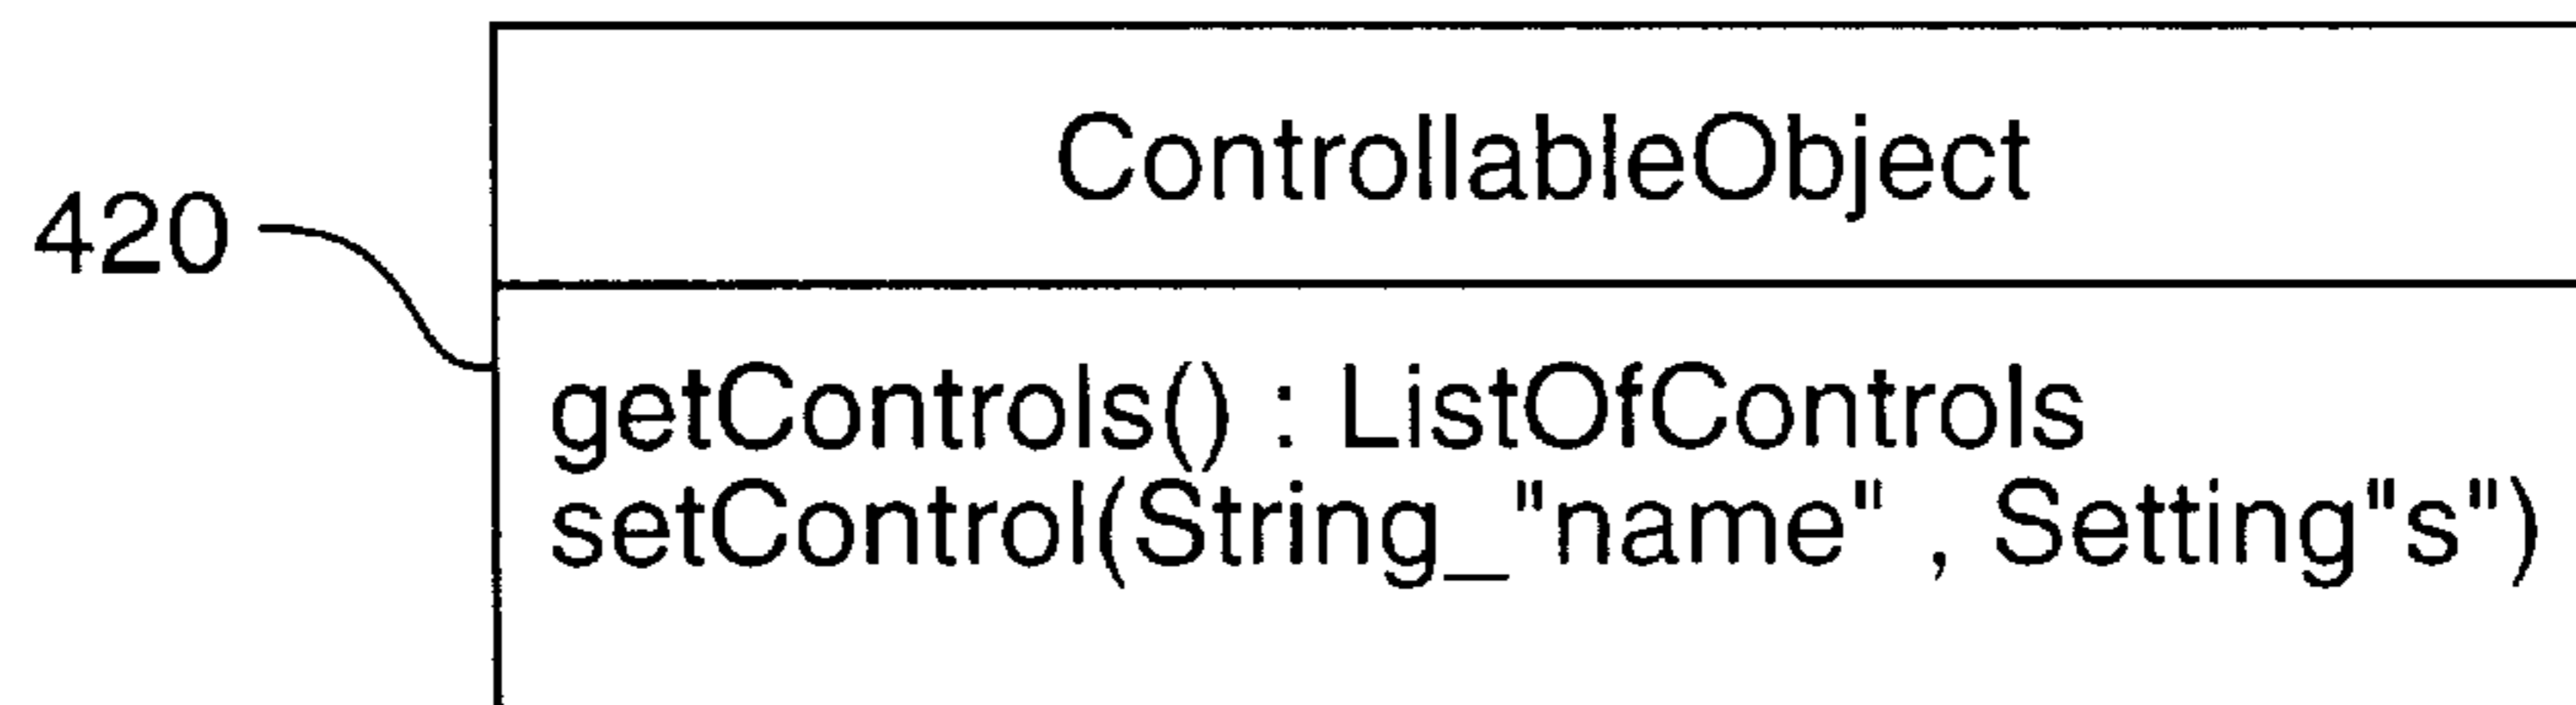 ControllableObject
420
getControls() : ListOfControls
setControl(String_"name" , Setting"s")